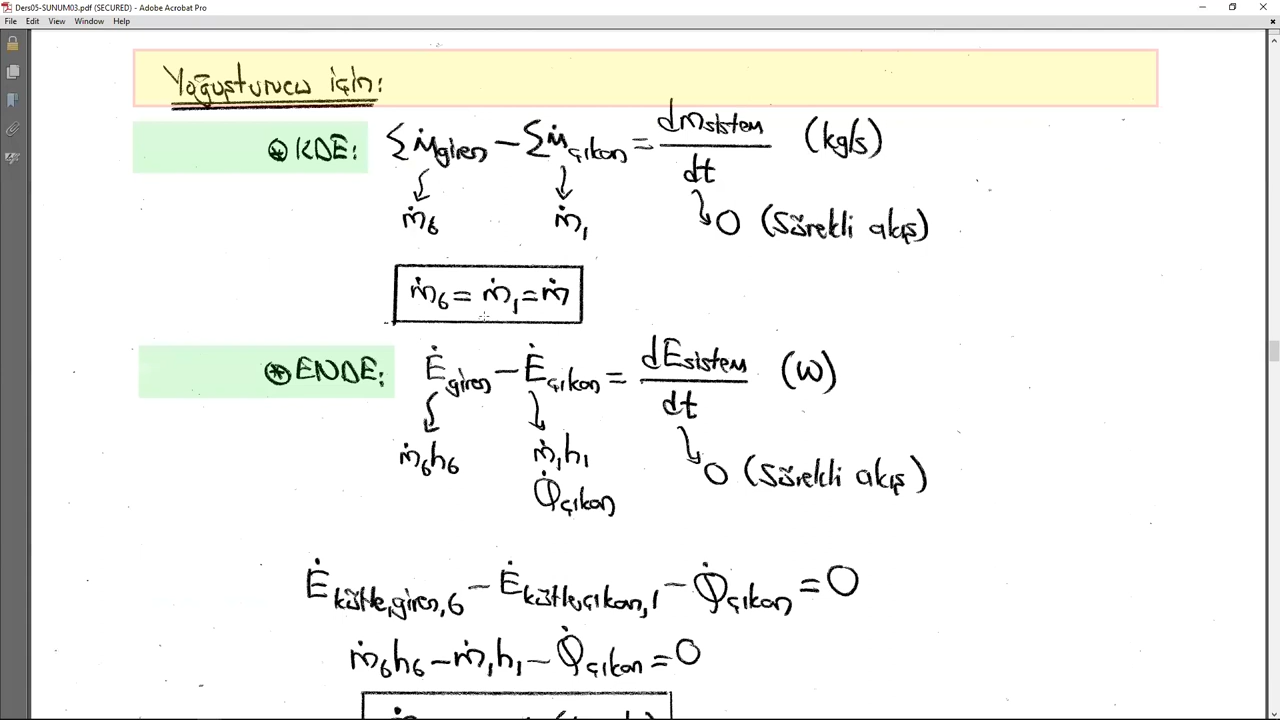 Ders05-SUNUM03.pdf (SECURED) - Adobe Acrobat Pro
File Edit View Window Help
Yoğuşturucu için:
⊛ KDE: Σṁgiren − Σṁçıkan = dmsistem/dt (kg/s)
ṁ6 ṁ1 0 (Sürekli akış)
ṁ6 = ṁ1 = ṁ
⊛ ENDE: Ėgiren − Ėçıkan = dEsistem/dt (W)
ṁ6h6 ṁ1h1 0 (Sürekli akış)
Q̇çıkan
Ėkütle,giren,6 − Ėkütle,çıkan,1 − Q̇çıkan = 0
ṁ6h6 − ṁ1h1 − Q̇çıkan = 0